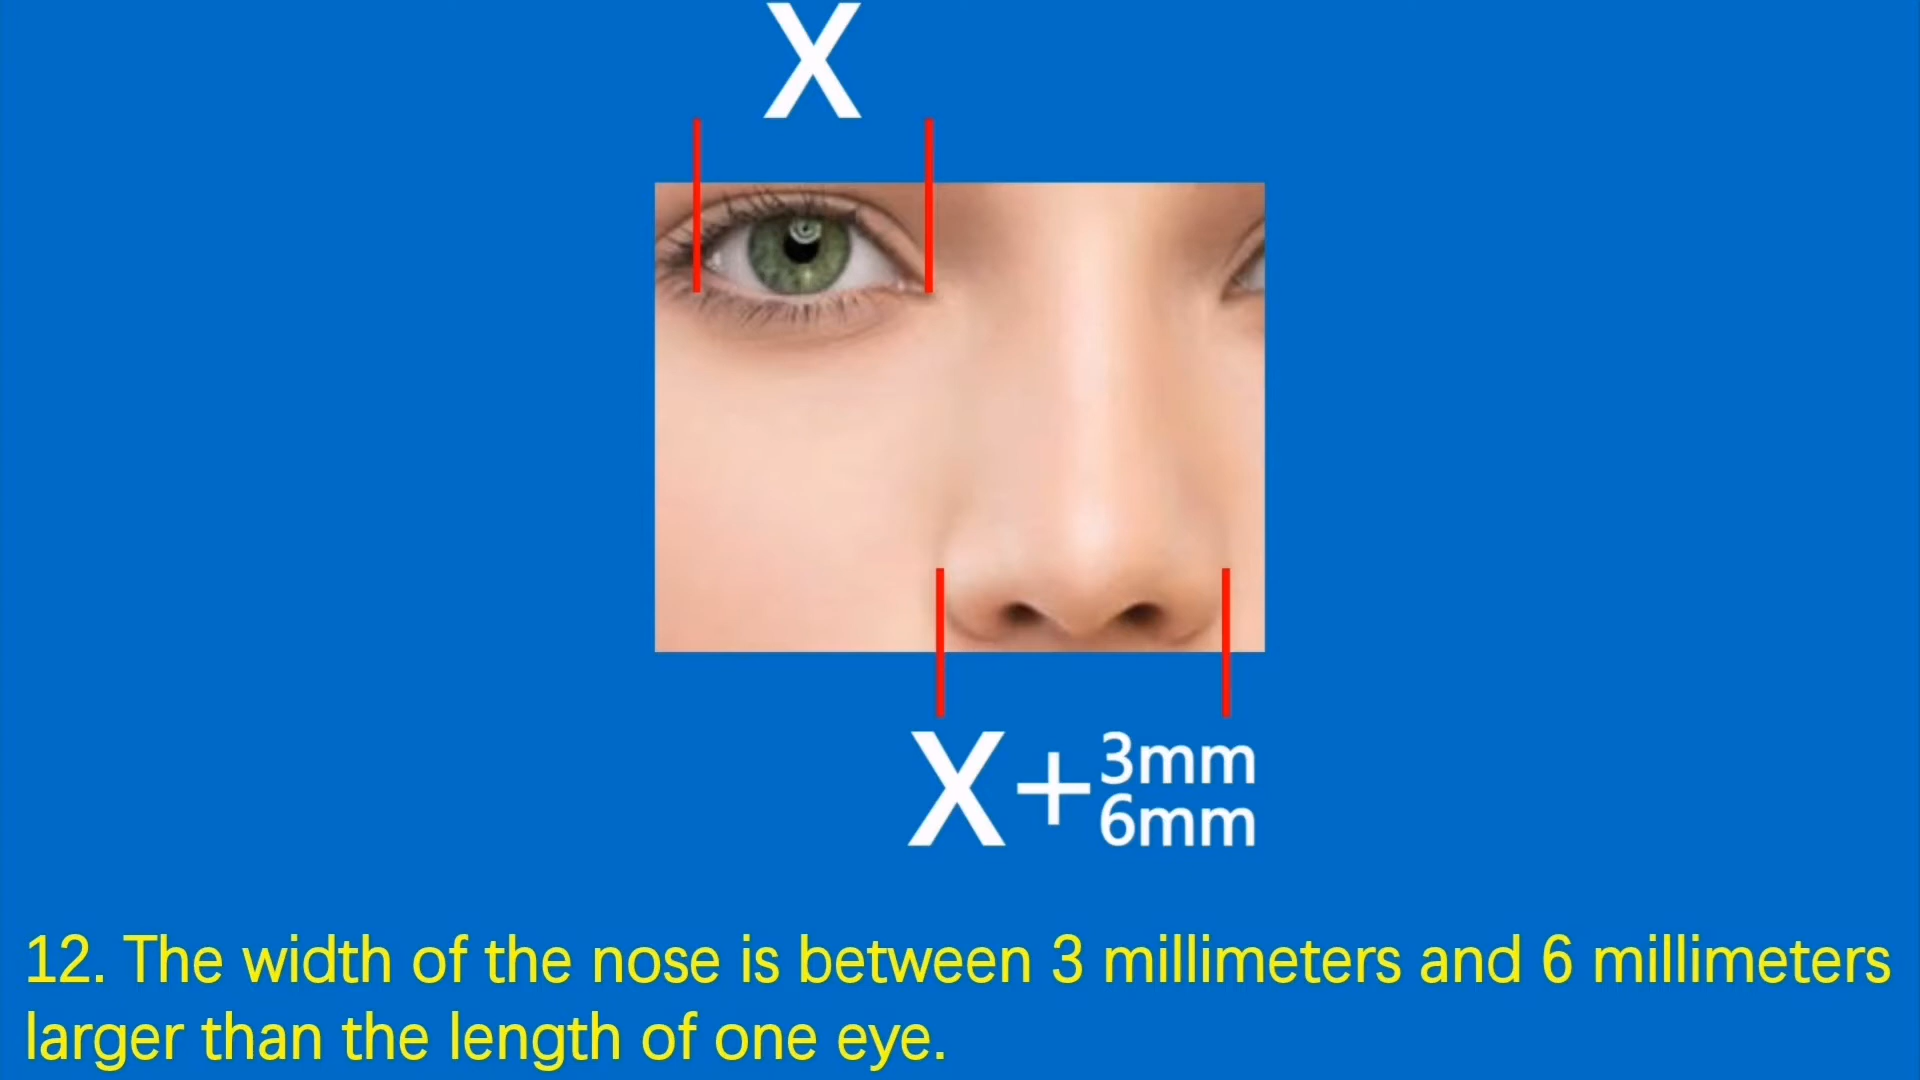 X
X+3mm
6mm
12. The width of the nose is between 3 millimeters and 6 millimeters
larger than the length of one eye.